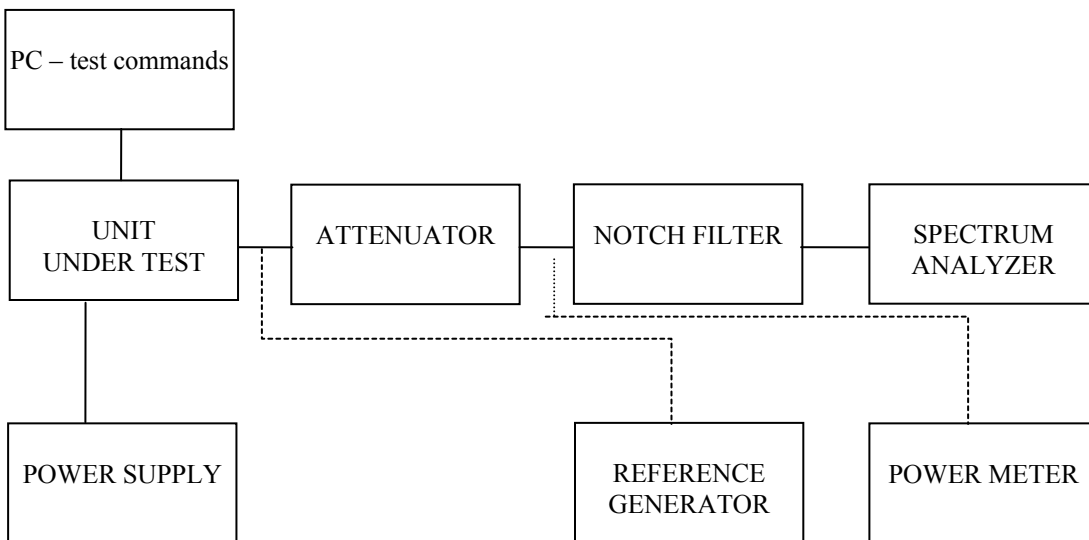 PC – test commands
UNIT
UNDER TEST
ATTENUATOR
NOTCH FILTER
SPECTRUM
ANALYZER
POWER SUPPLY
REFERENCE
GENERATOR
POWER METER